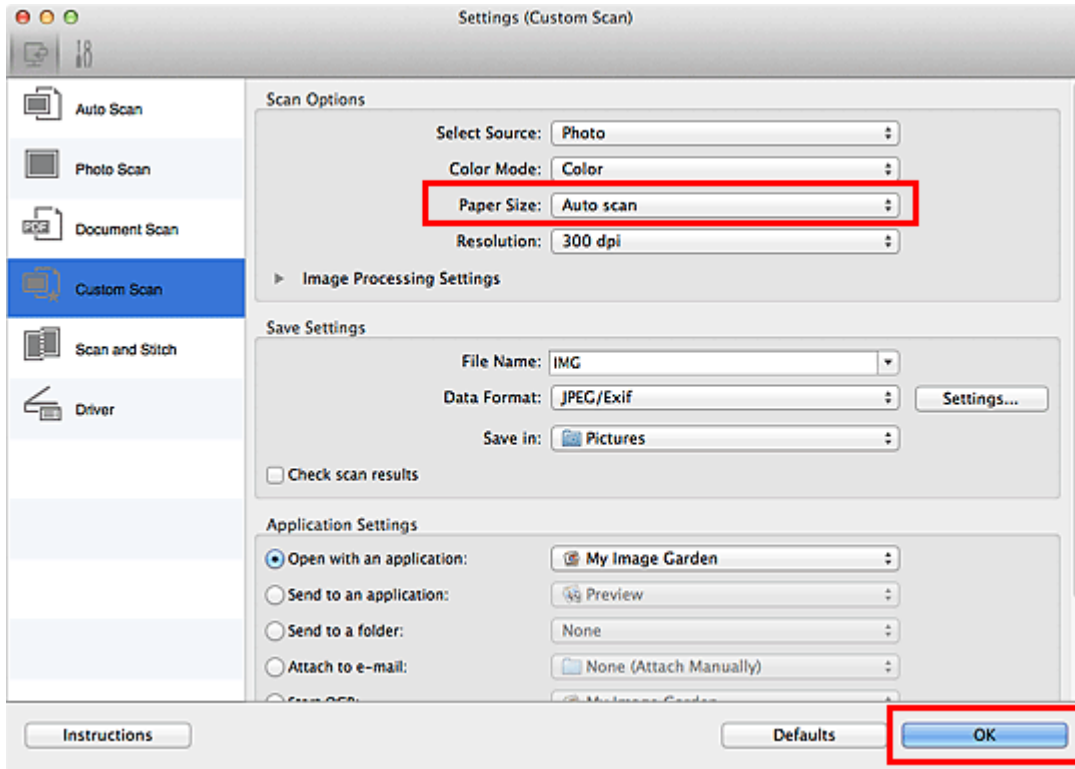 Settings (Custom Scan)
Auto Scan
Photo Scan
Document Scan
Custom Scan
Scan and Stitch
Driver
Scan Options
Select Source: Photo
Color Mode: Color
Paper Size: Auto scan
Resolution: 300 dpi
Image Processing Settings
Save Settings
File Name: IMG
Data Format: JPEG/Exif Settings...
Save in: Pictures
Check scan results
Application Settings
Open with an application: My Image Garden
Send to an application: Preview
Send to a folder: None
Attach to e-mail: None (Attach Manually)
Instructions Defaults OK